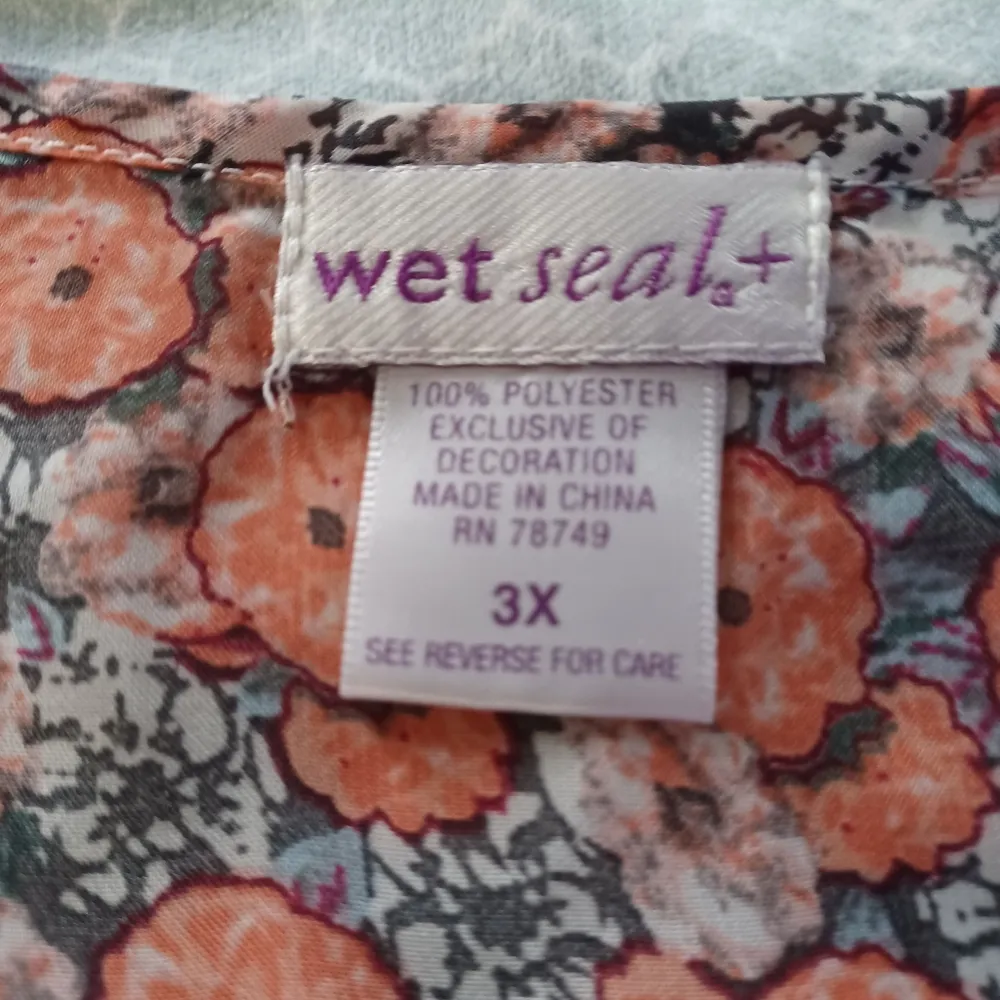 wet seal.+
100% POLYESTER
EXCLUSIVE OF
DECORATION
MADE IN CHINA
RN 78749
3X
SEE REVERSE FOR CARE